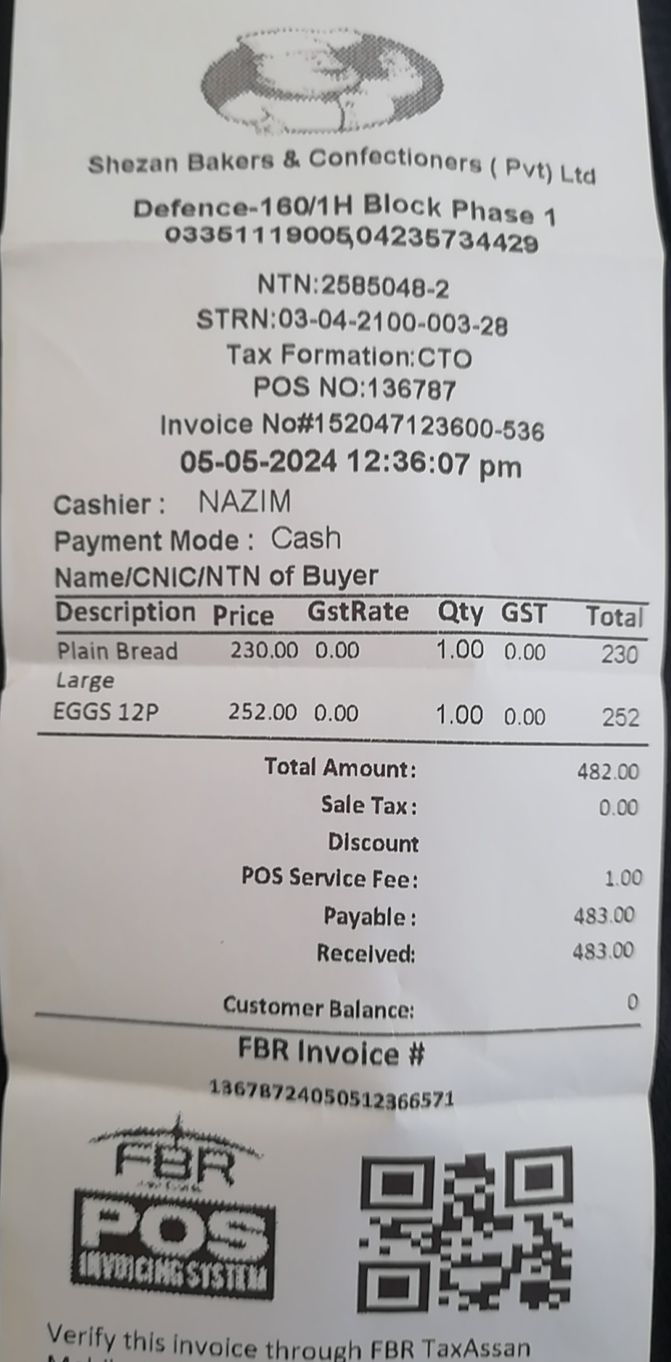 Shezan Bakers & Confectioners ( Pvt) Ltd
Defence-160/1H Block Phase 1
03351119005,04235734429
NTN:2585048-2
STRN:03-04-2100-003-28
Tax Formation:CTO
POS NO:136787
Invoice No#152047123600-536
05-05-2024 12:36:07 pm
Cashier : NAZIM
Payment Mode : Cash
Name/CNIC/NTN of Buyer
Description Price GstRate Qty GST Total
Plain Bread 230.00 0.00 1.00 0.00 230
Large
EGGS 12P 252.00 0.00 1.00 0.00 252
Total Amount: 482.00
Sale Tax: 0.00
Discount
POS Service Fee: 1.00
Payable : 483.00
Received: 483.00
Customer Balance: 0
FBR Invoice #
13678724050512366571
FBR
POS
INVOICING SYSTEM
Verify this invoice through FBR TaxAssan